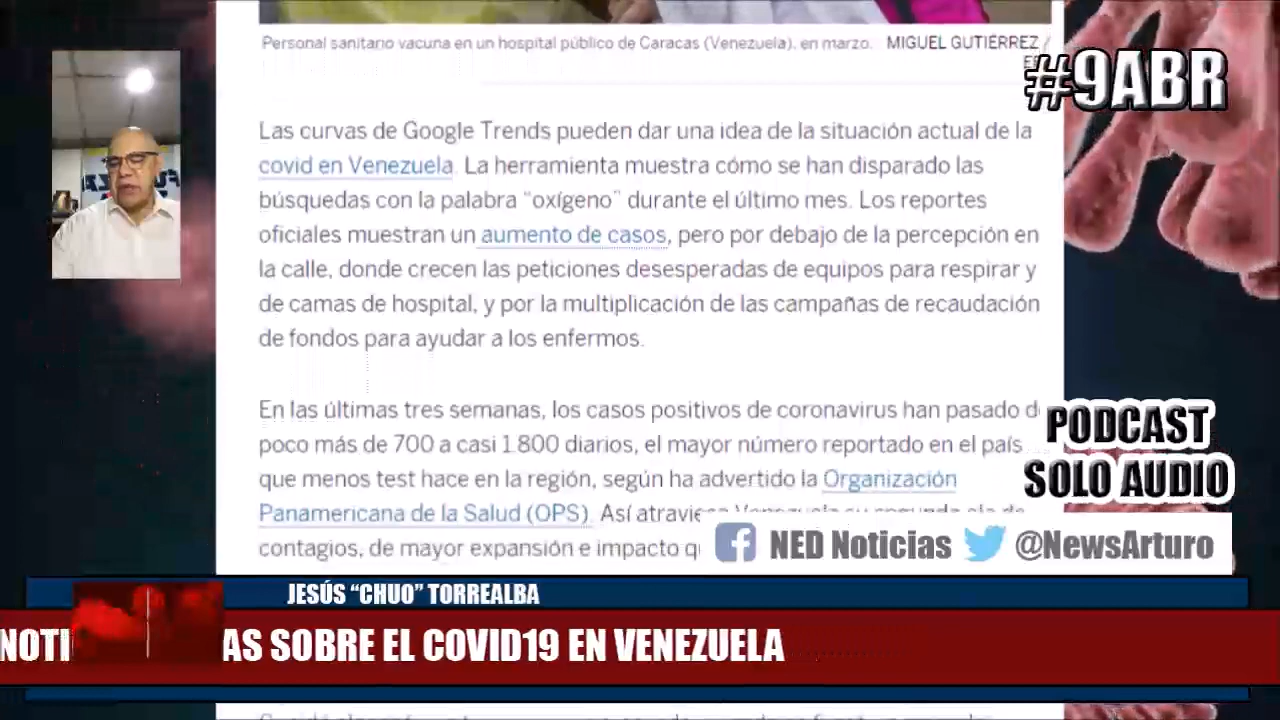 Personal sanitario vacuna en un hospital público de Caracas (Venezuela), en marzo. MIGUEL GUTIÉRREZ /
#9ABR
Las curvas de Google Trends pueden dar una idea de la situación actual de la
covid en Venezuela. La herramienta muestra cómo se han disparado las
búsquedas con la palabra “oxígeno” durante el último mes. Los reportes
oficiales muestran un aumento de casos, pero por debajo de la percepción en
la calle, donde crecen las peticiones desesperadas de equipos para respirar y
de camas de hospital, y por la multiplicación de las campañas de recaudación
de fondos para ayudar a los enfermos.
En las últimas tres semanas, los casos positivos de coronavirus han pasado d
poco más de 700 a casi 1.800 diarios, el mayor número reportado en el país
que menos test hace en la región, según ha advertido la Organización
Panamericana de la Salud (OPS). Así
contagios, de mayor expansión e impacto
PODCAST
SOLO AUDIO
NED Noticias @NewsArturo
JESÚS “CHUO” TORREALBA
NOTI AS SOBRE EL COVID19 EN VENEZUELA